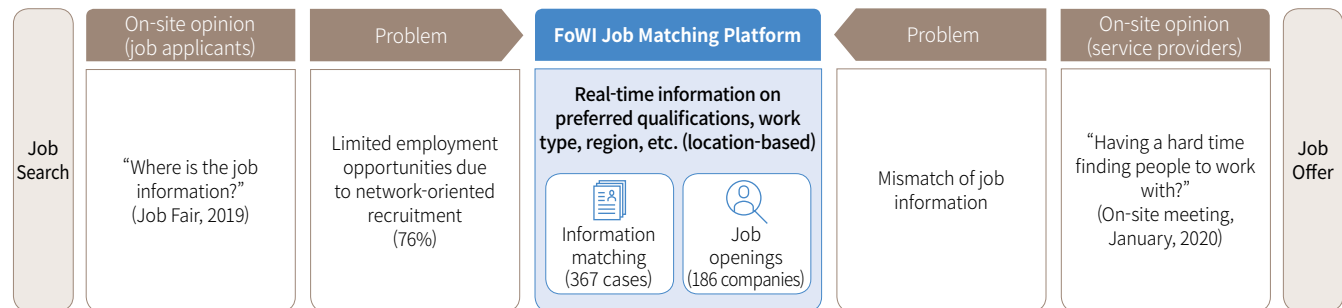 Job
Search
On-site opinion
(job applicants)
“Where is the job
information?”
(Job Fair, 2019)
Problem
Limited employment
opportunities due
to network-oriented
recruitment
(76%)
FoWI Job Matching Platform
Real-time information on
preferred qualifications, work
type, region, etc. (location-based)
Information
matching
(367 cases)
Job
openings
(186 companies)
Problem
Mismatch of job
information
On-site opinion
(service providers)
“Having a hard time
finding people to work
with?”
(On-site meeting,
January, 2020)
Job
Offer